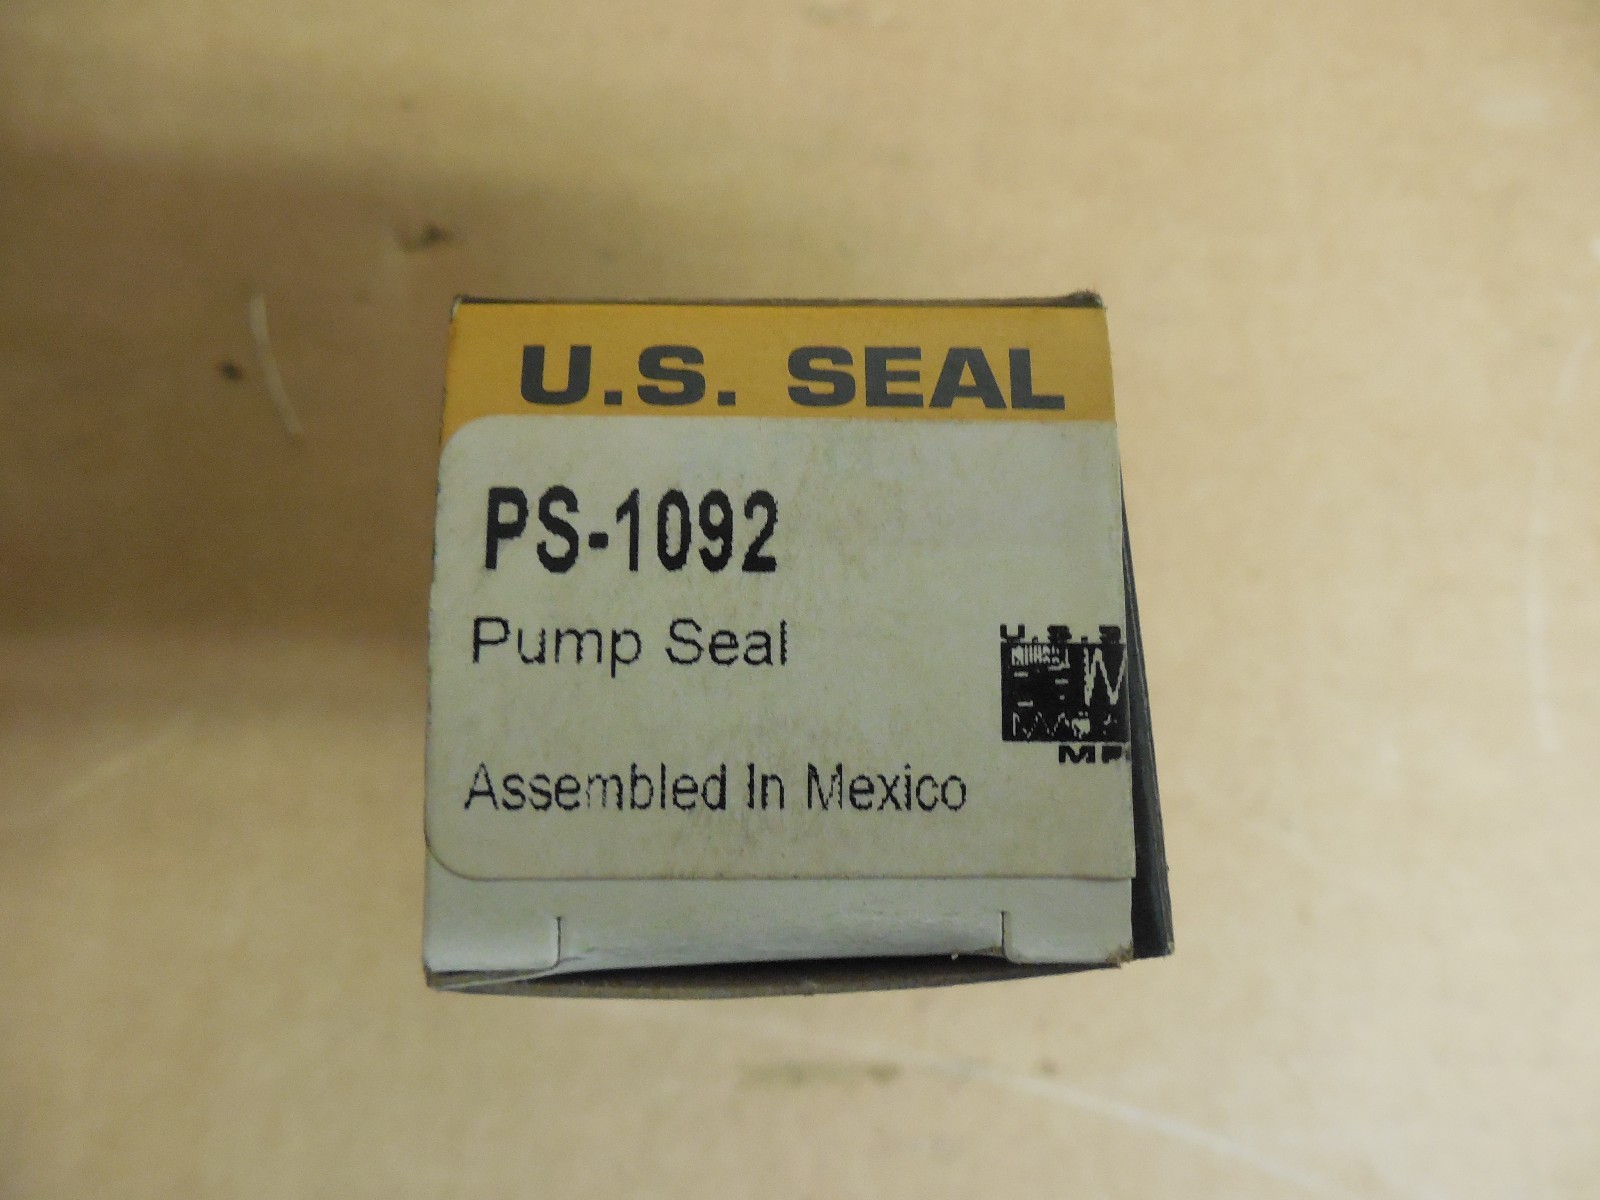 U.S. SEAL
PS-1092
Pump Seal
U.S.S
Assembled In Mexico